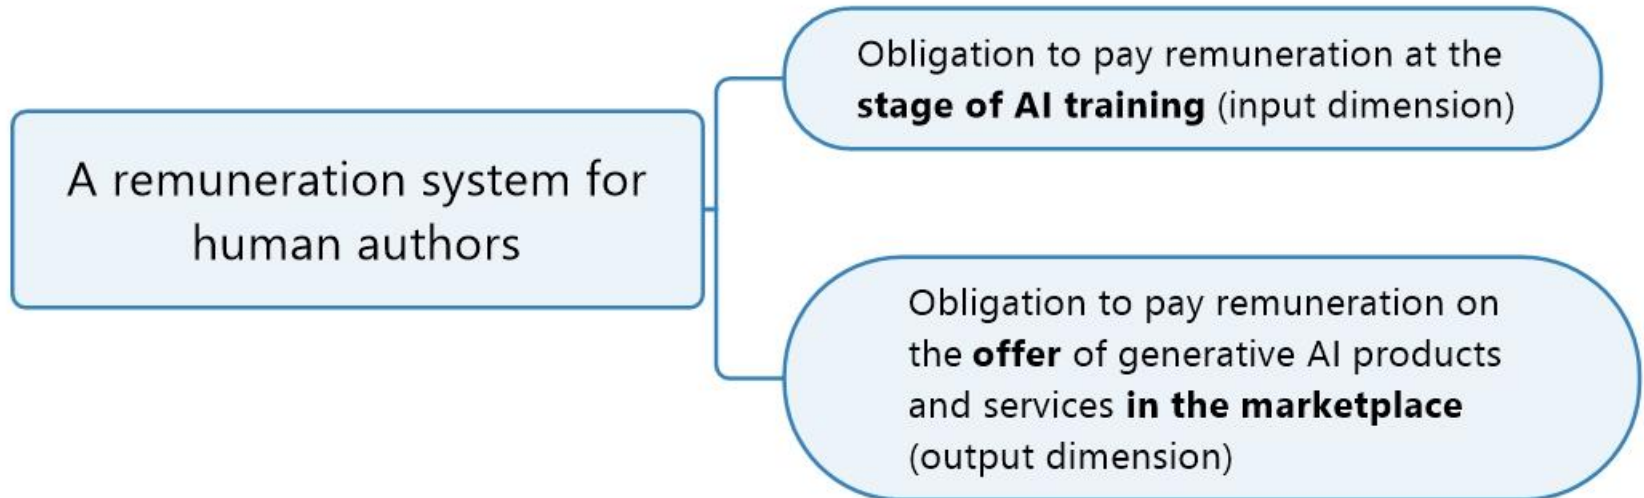 A remuneration system for
human authors
Obligation to pay remuneration at the
stage of AI training (input dimension)
Obligation to pay remuneration on
the offer of generative AI products
and services in the marketplace
(output dimension)